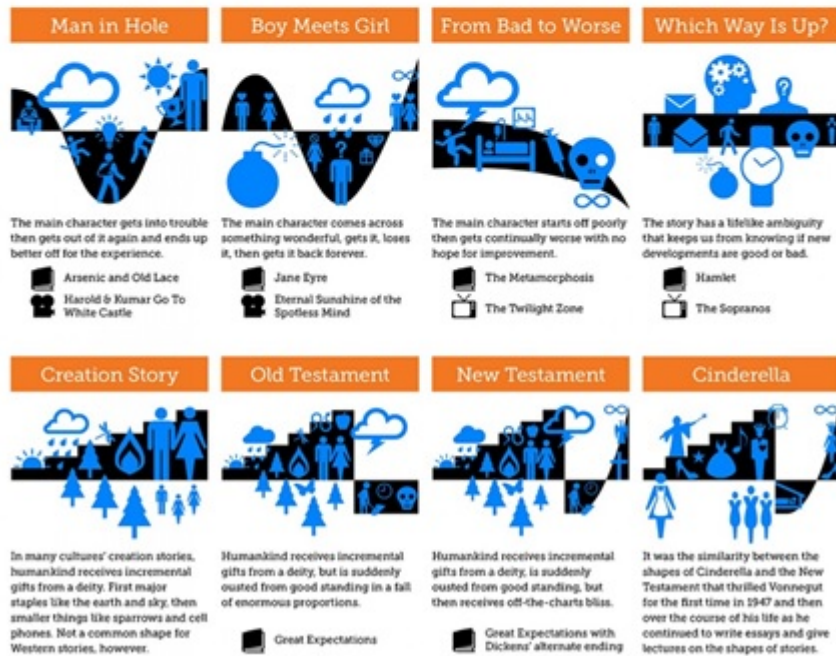 Man in Hole
The main character gets into trouble
then gets out of it again and ends up
better off for the experience.
Arsenic and Old Lace
Harold & Kumar Go To
White Castle
Boy Meets Girl
The main character comes across
something wonderful, gets it, loses
it, then gets it back forever.
Jane Eyre
Eternal Sunshine of the
Spotless Mind
From Bad to Worse
The main character starts off poorly
then gets continually worse with no
hope for improvement.
The Metamorphosis
The Twilight Zone
Which Way Is Up?
The story has a lifelike ambiguity
that keeps us from knowing if new
developments are good or bad.
Hamlet
The Sopranos
Creation Story
In many cultures' creation stories,
humankind receives incremental
gifts from a deity. First major
staples like the earth and sky, then
smaller things like sparrows and cell
phones. Not a common shape for
Western stories, however.
Old Testament
Humankind receives incremental
gifts from a deity, but is suddenly
ousted from good standing in a fall
of enormous proportions.
Great Expectations
New Testament
Humankind receives incremental
gifts from a deity, is suddenly
ousted from good standing, but
then receives off-the-charts bliss.
Great Expectations with
Dickens' alternate ending
Cinderella
It was the similarity between the
shapes of Cinderella and the New
Testament that thrilled Vonnegut
for the first time in 1947 and then
over the course of his life as he
continued to write essays and give
lectures on the shapes of stories.